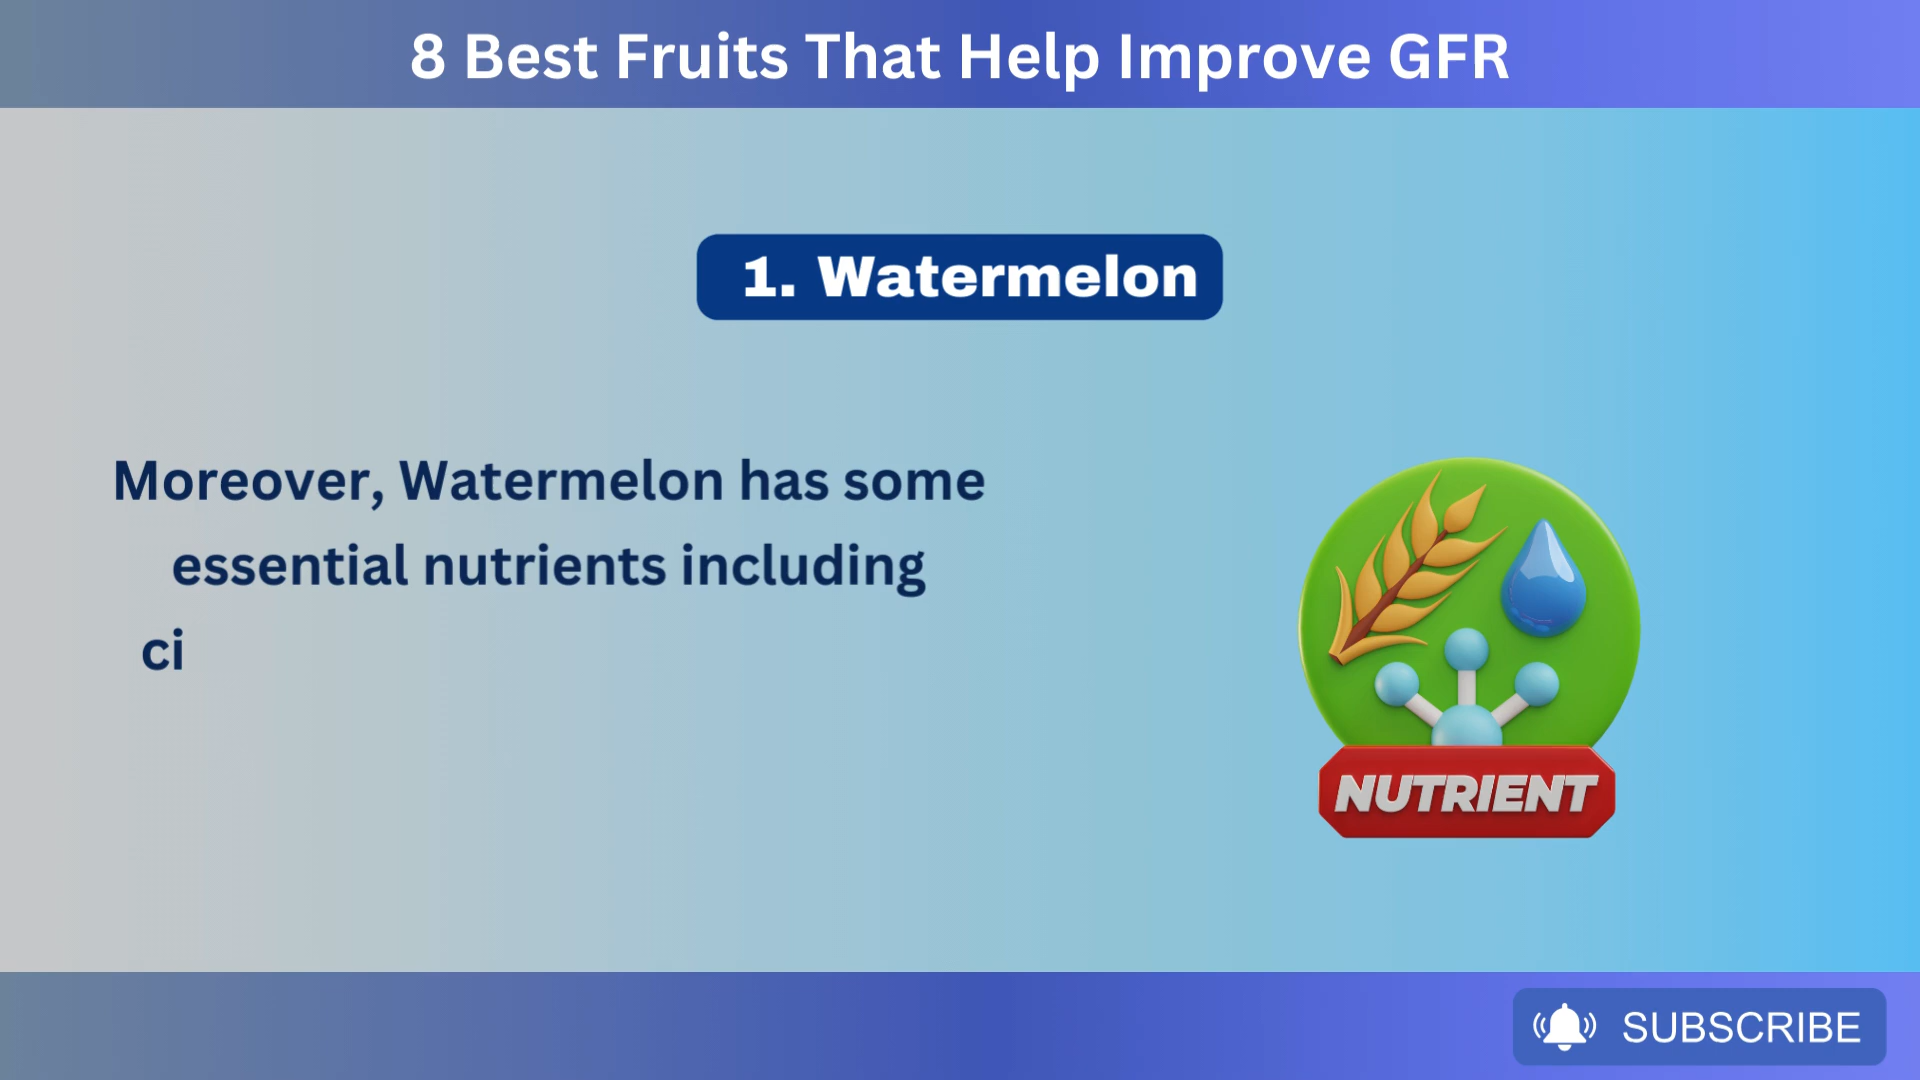 8 Best Fruits That Help Improve GFR
1. Watermelon
Moreover, Watermelon has some
essential nutrients including
ci
NUTRIENT
SUBSCRIBE